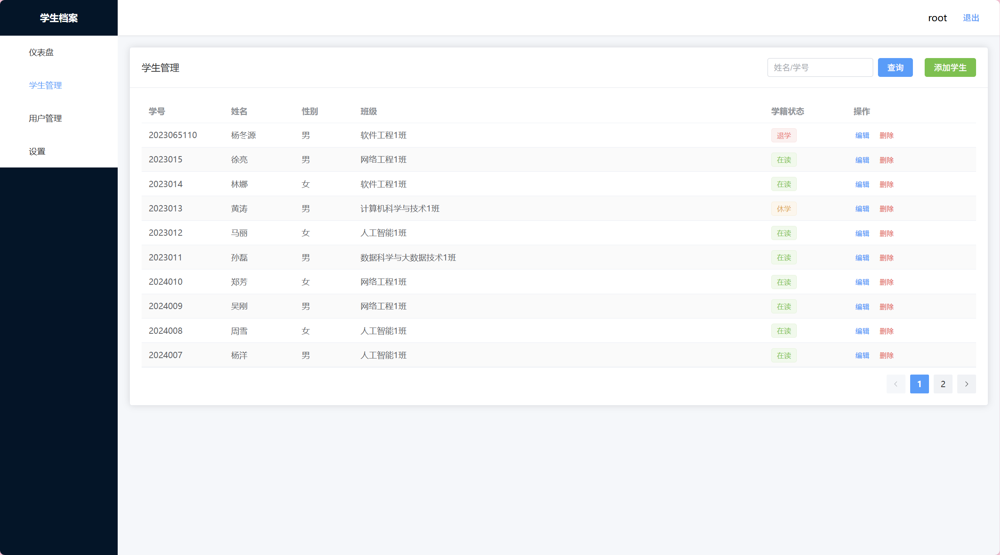 学生档案
root 退出
仪表盘
学生管理
用户管理
设置
学生管理 姓名/学号 查询 添加学生
学号 姓名 性别 班级 学籍状态 操作
2023065110 杨冬源 男 软件工程1班 退学 编辑 删除
2023015 徐亮 男 网络工程1班 在读 编辑 删除
2023014 林娜 女 软件工程1班 在读 编辑 删除
2023013 黄涛 男 计算机科学与技术1班 休学 编辑 删除
2023012 马丽 女 人工智能1班 在读 编辑 删除
2023011 孙磊 男 数据科学与大数据技术1班 在读 编辑 删除
2024010 郑芳 女 网络工程1班 在读 编辑 删除
2024009 吴刚 男 网络工程1班 在读 编辑 删除
2024008 周雪 女 人工智能1班 在读 编辑 删除
2024007 杨洋 男 人工智能1班 在读 编辑 删除
1 2